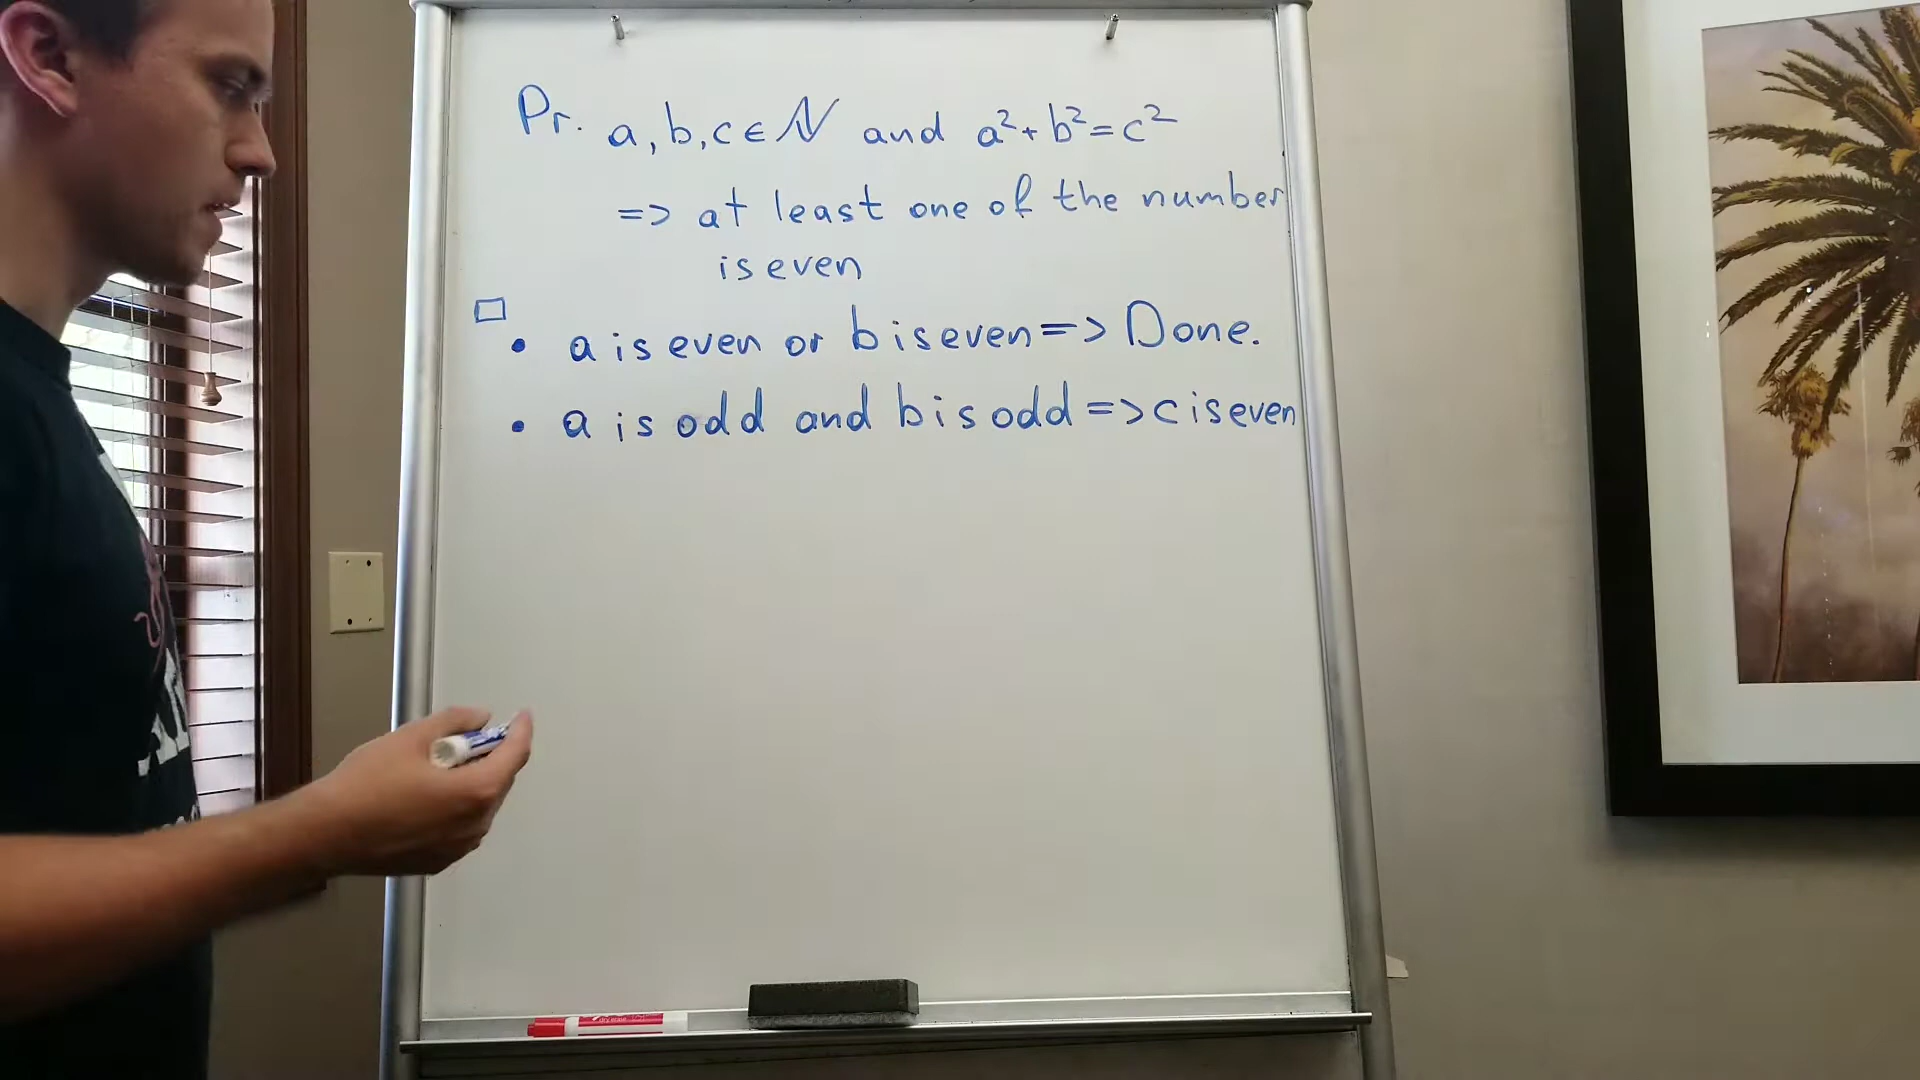 Pr. a, b, c ∈ ℕ and a²+b²=c²
=> at least one of the number
is even
• a is even or b is even => Done.
• a is odd and b is odd => c is even